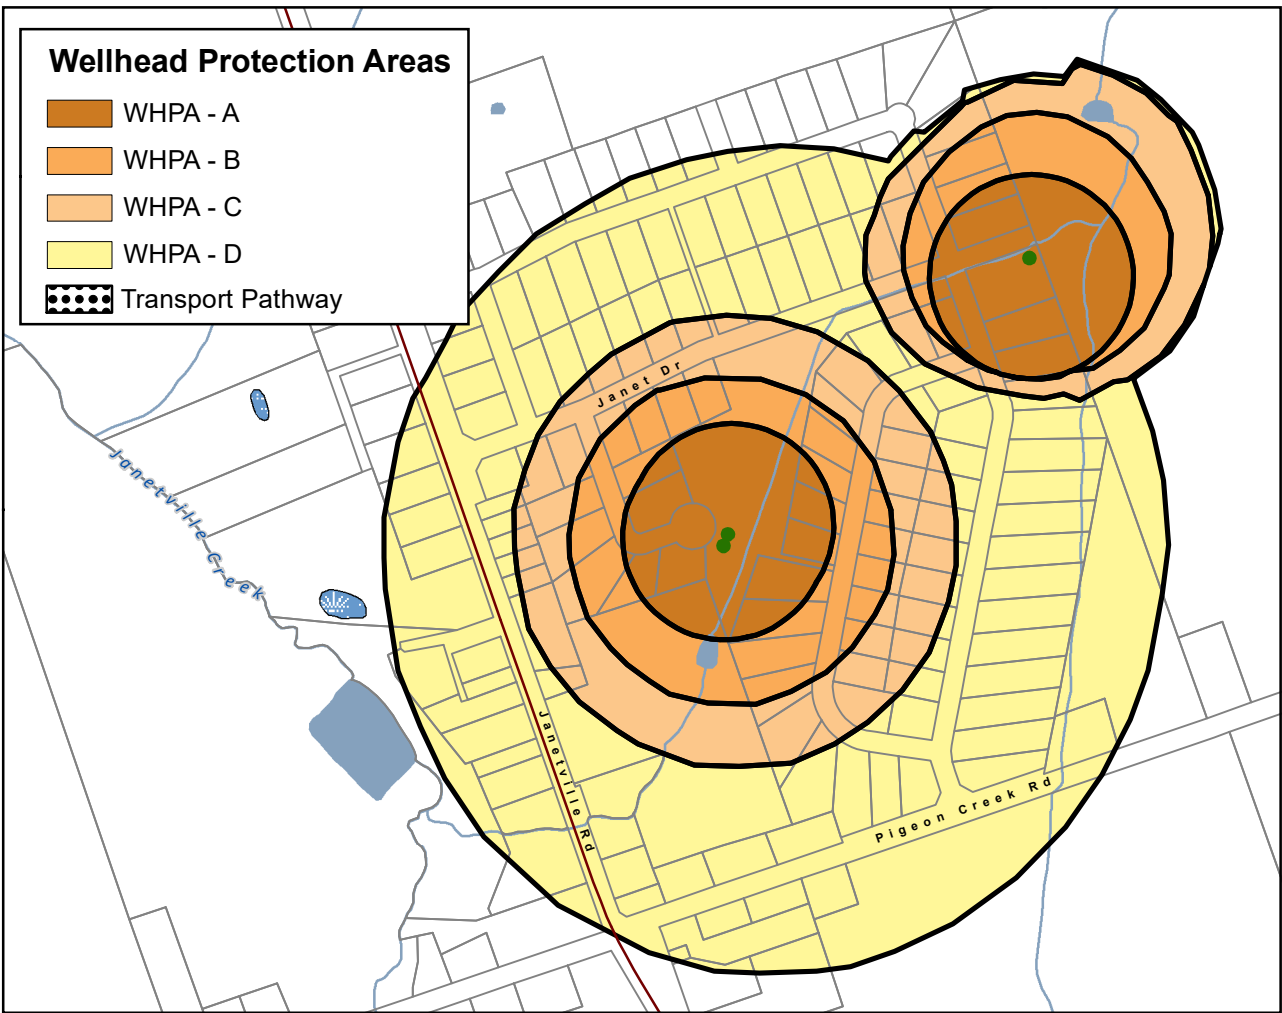 Wellhead Protection Areas
WHPA - A
WHPA - B
WHPA - C
WHPA - D
Transport Pathway
Janet Dr
Janetville Creek
Janetville Rd
Pigeon Creek Rd